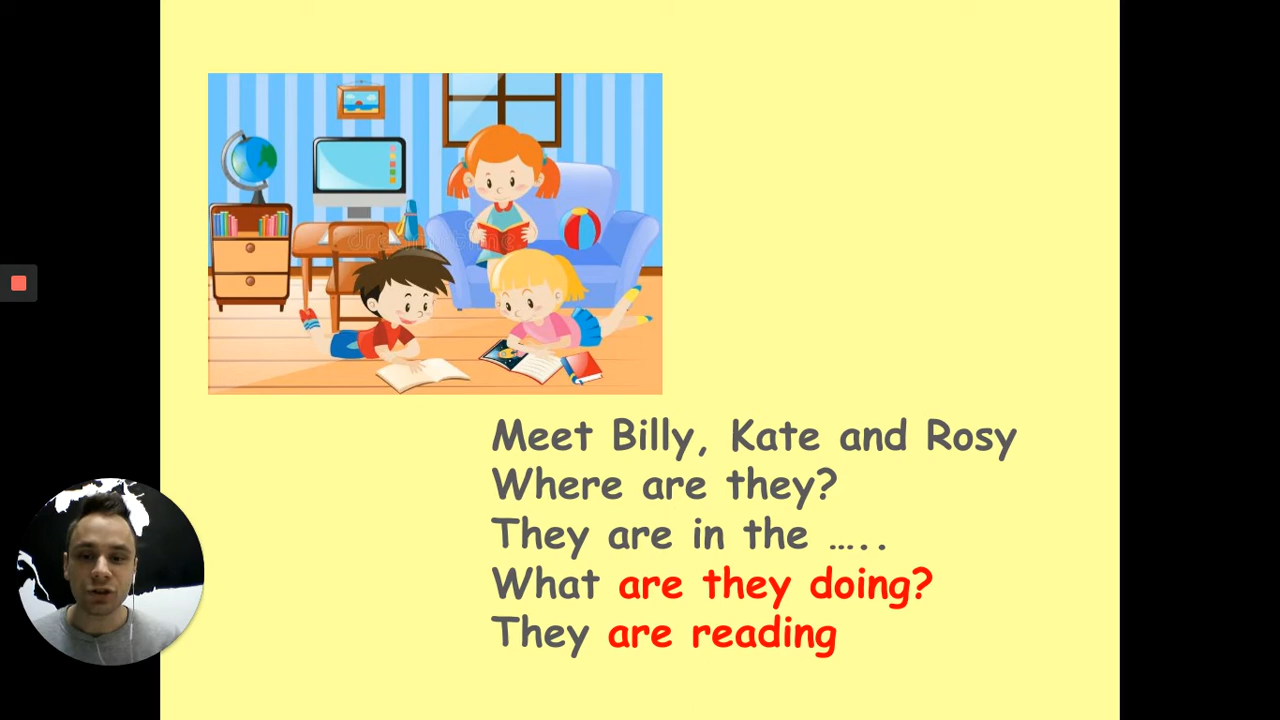 Meet Billy, Kate and Rosy
Where are they?
They are in the …..
What are they doing?
They are reading